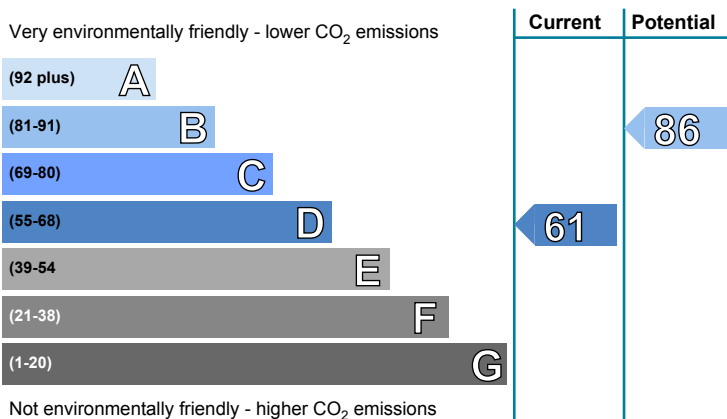 Current Potential
Very environmentally friendly - lower CO2 emissions
(92 plus) A
(81-91) B
86
(69-80) C
(55-68) D
61
(39-54 E
(21-38) F
(1-20) G
Not environmentally friendly - higher CO2 emissions